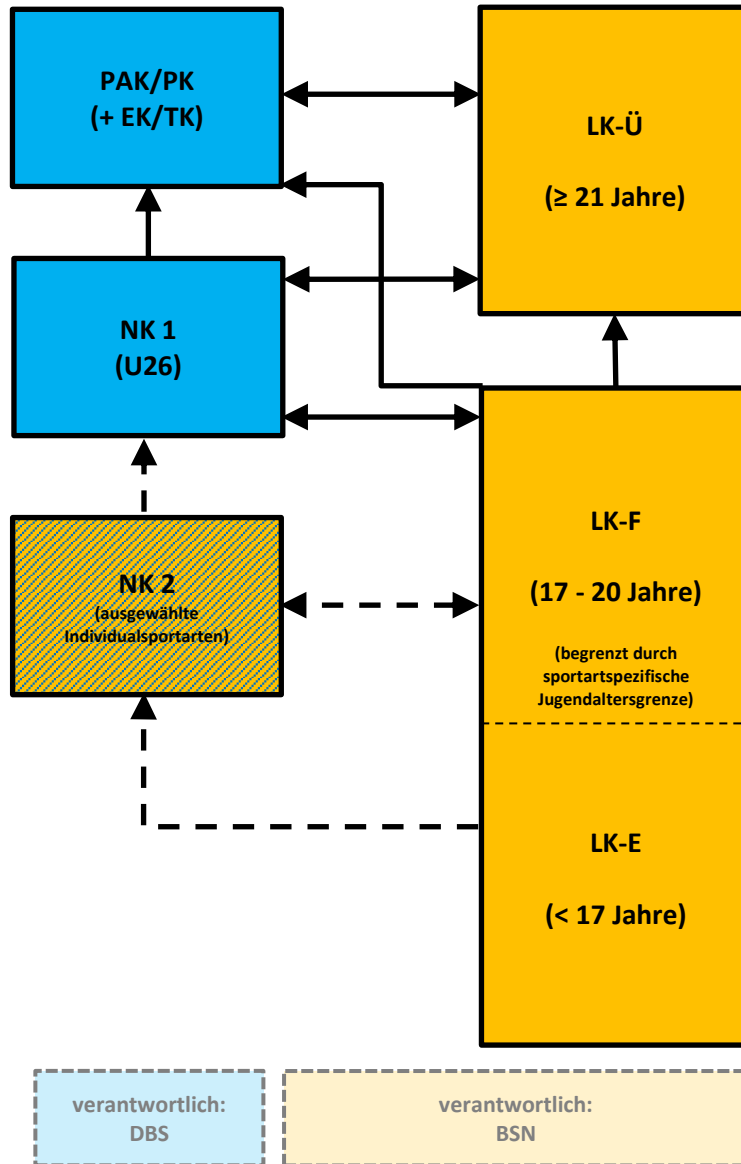 PAK/PK
(+ EK/TK)
LK-Ü
(≥ 21 Jahre)
NK 1
(U26)
NK 2
(ausgewählte
Individualsportarten)
LK-F
(17 - 20 Jahre)
(begrenzt durch
sportartspezifische
Jugendaltersgrenze)
LK-E
(< 17 Jahre)
verantwortlich:
DBS
verantwortlich:
BSN